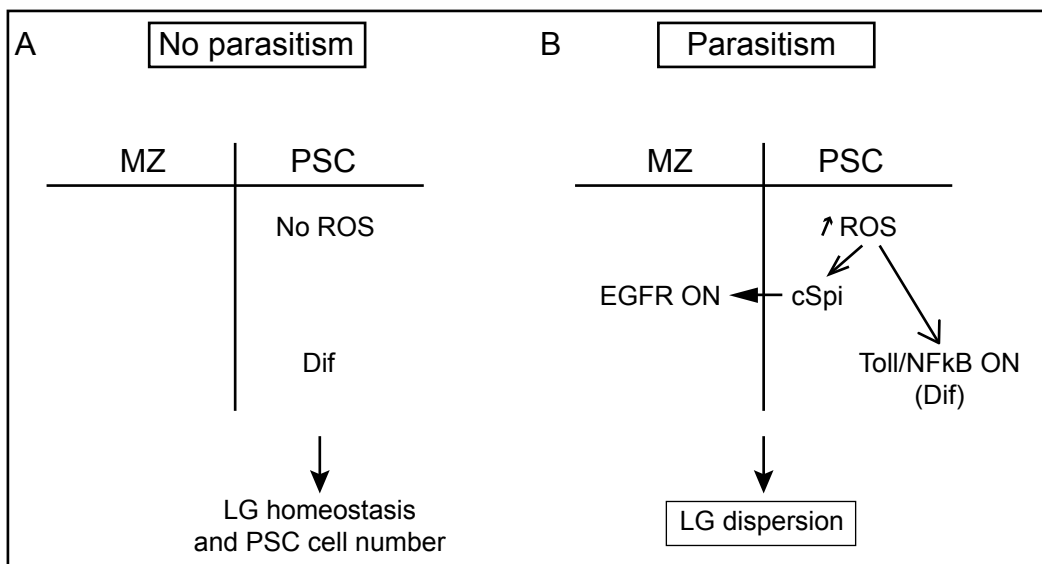 A
No parasitism
MZ
PSC
No ROS
Dif
LG homeostasis
and PSC cell number
B
Parasitism
MZ
PSC
ROS
EGFR ON
cSpi
Toll/NFkB ON
(Dif)
LG dispersion